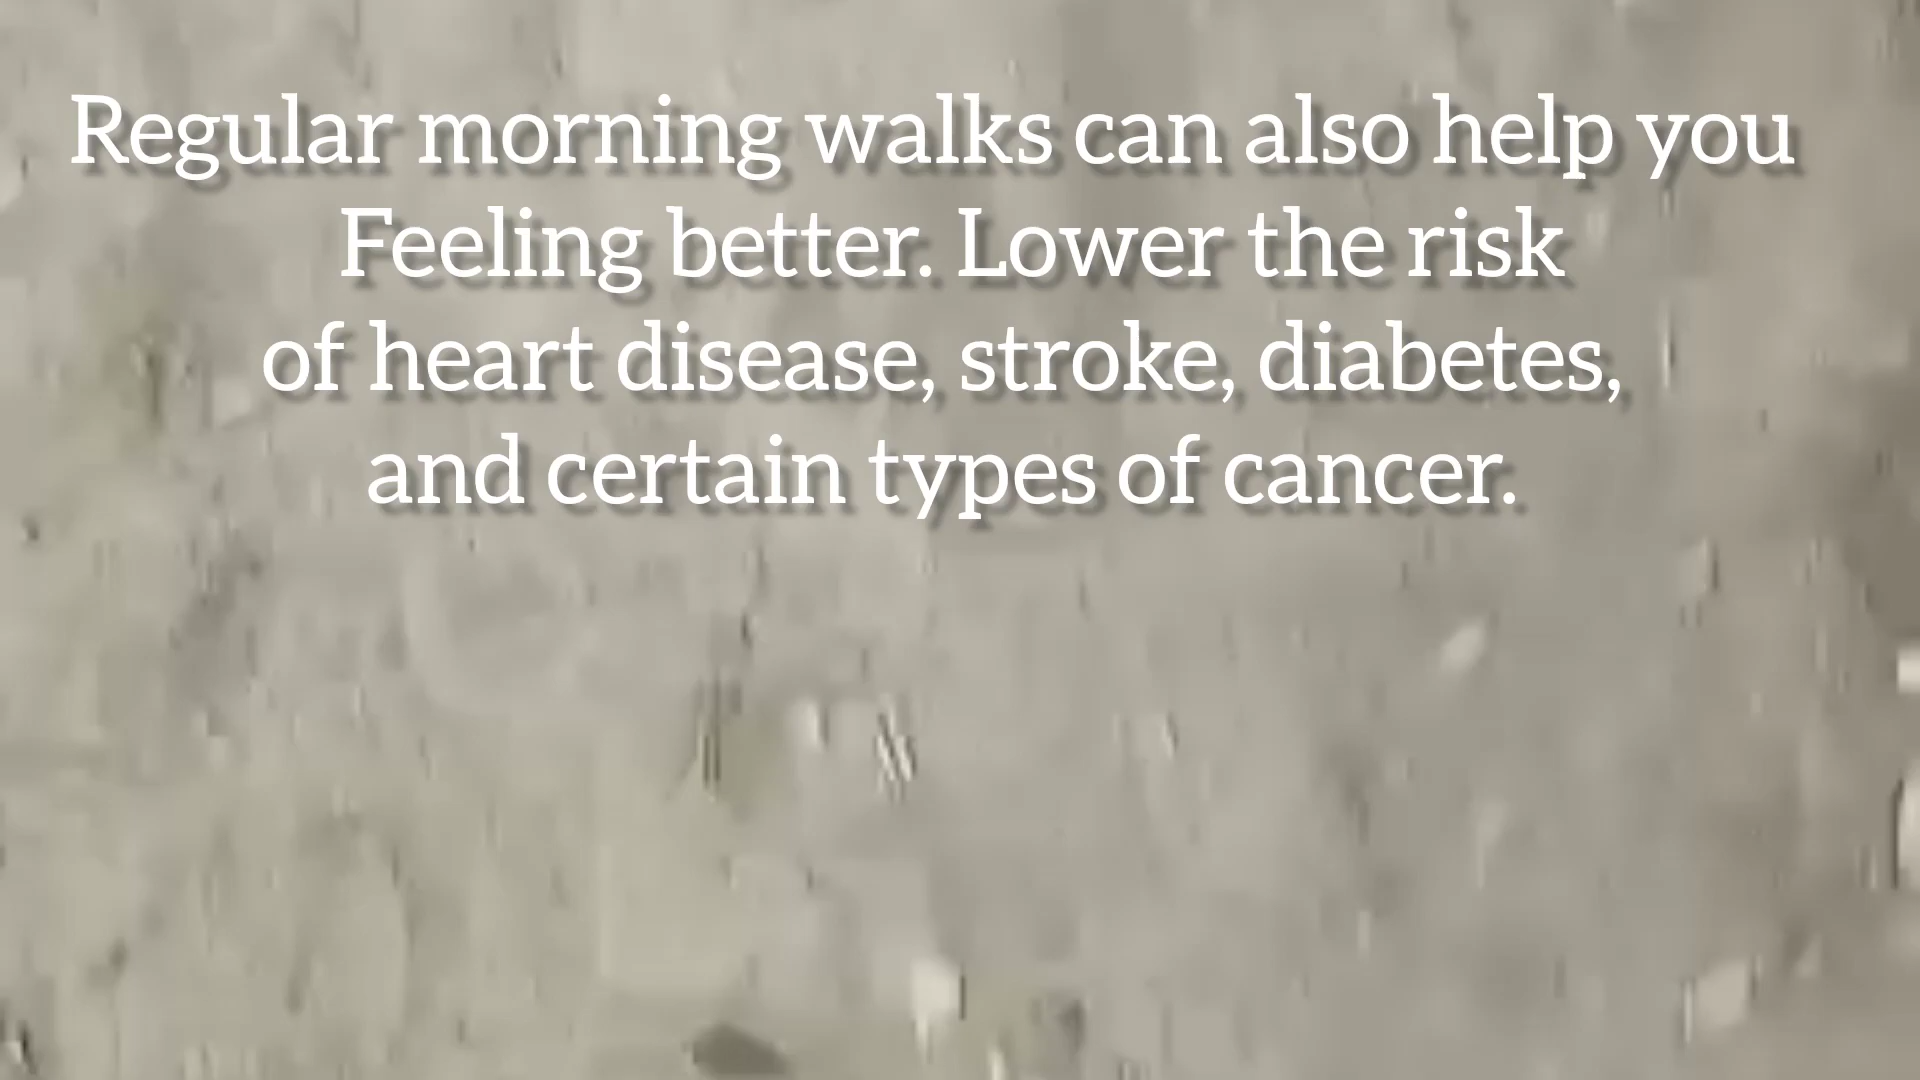 Regular morning walks can also help you
Feeling better. Lower the risk
of heart disease, stroke, diabetes,
and certain types of cancer.